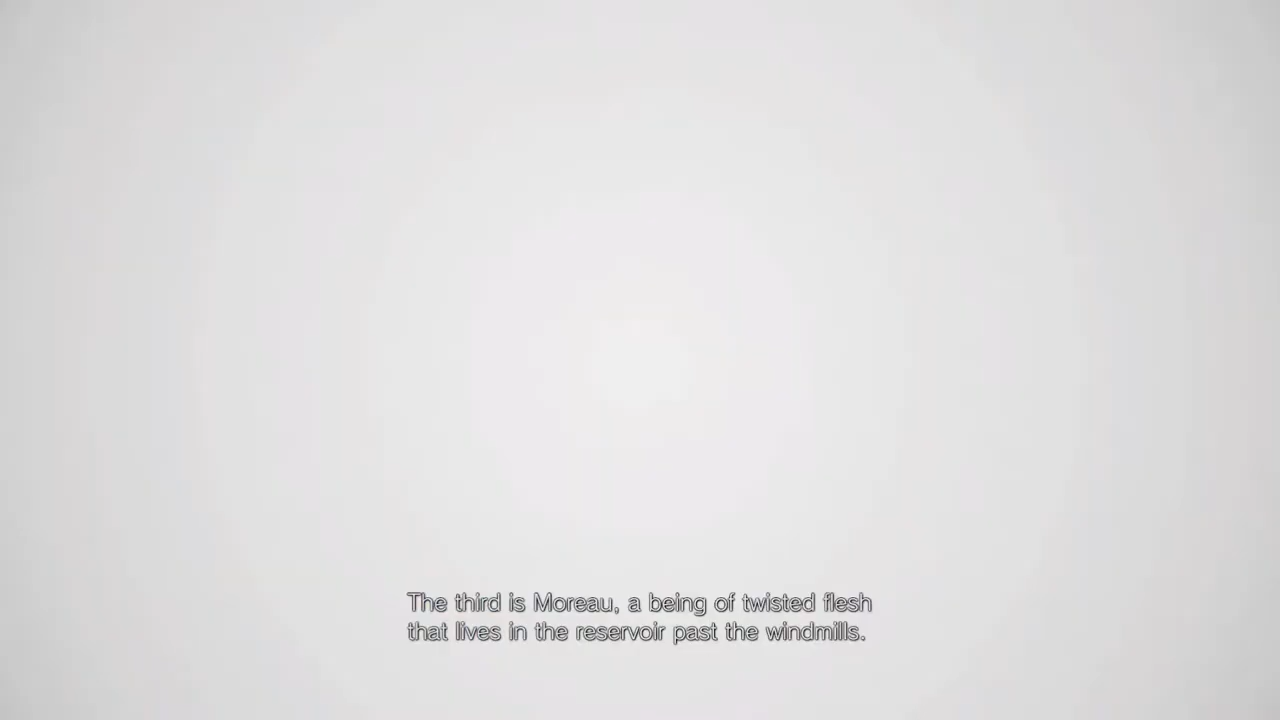 The third is Moreau, a being of twisted flesh
that lives in the reservoir past the windmills.